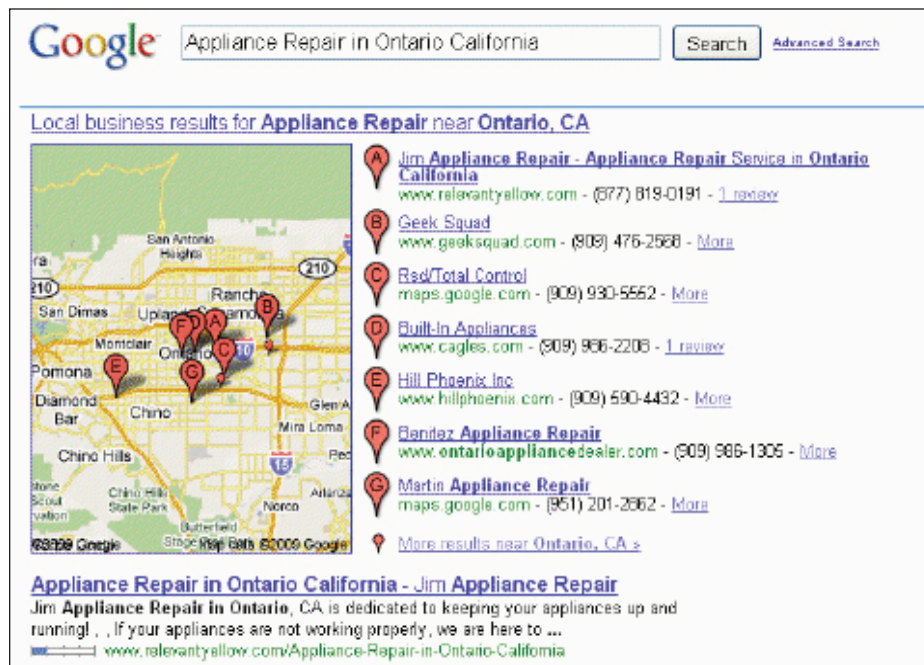 Google
Appliance Repair in Ontario California
Search
Advanced Search
Local business results for Appliance Repair near Ontario, CA
A
Jim Appliance Repair - Appliance Repair Service in Ontario
California
www.relevantyellow.com - (877) 819-0191 - 1 review
B
Geek Squad
www.geeksquad.com - (909) 476-2568 - More
C
Rsd/Total Control
maps.google.com - (909) 930-5552 - More
D
Built-In Appliances
www.cagles.com - (909) 986-2208 - 1 review
E
Hill Phoenix Inc
www.hillphoenix.com - (909) 590-4432 - More
F
Benitez Appliance Repair
www.ontarioappliancedealer.com - (909) 986-1305 - More
G
Martin Appliance Repair
maps.google.com - (951) 201-2862 - More
More results near Ontario, CA »
San Antonio
Heights
210
210
Rancho
San Dimas
Montclair
10
Pomona
Diamond
Bar
Chino
Mira Loma
Chino Hills
15
Chino Hills
State Park
Norco
Map data ©2009 Google
Appliance Repair in Ontario California - Jim Appliance Repair
Jim Appliance Repair in Ontario, CA is dedicated to keeping your appliances up and
running! , , If your appliances are not working properly, we are here to ...
www.relevantyellow.com/Appliance-Repair-in-Ontario-California